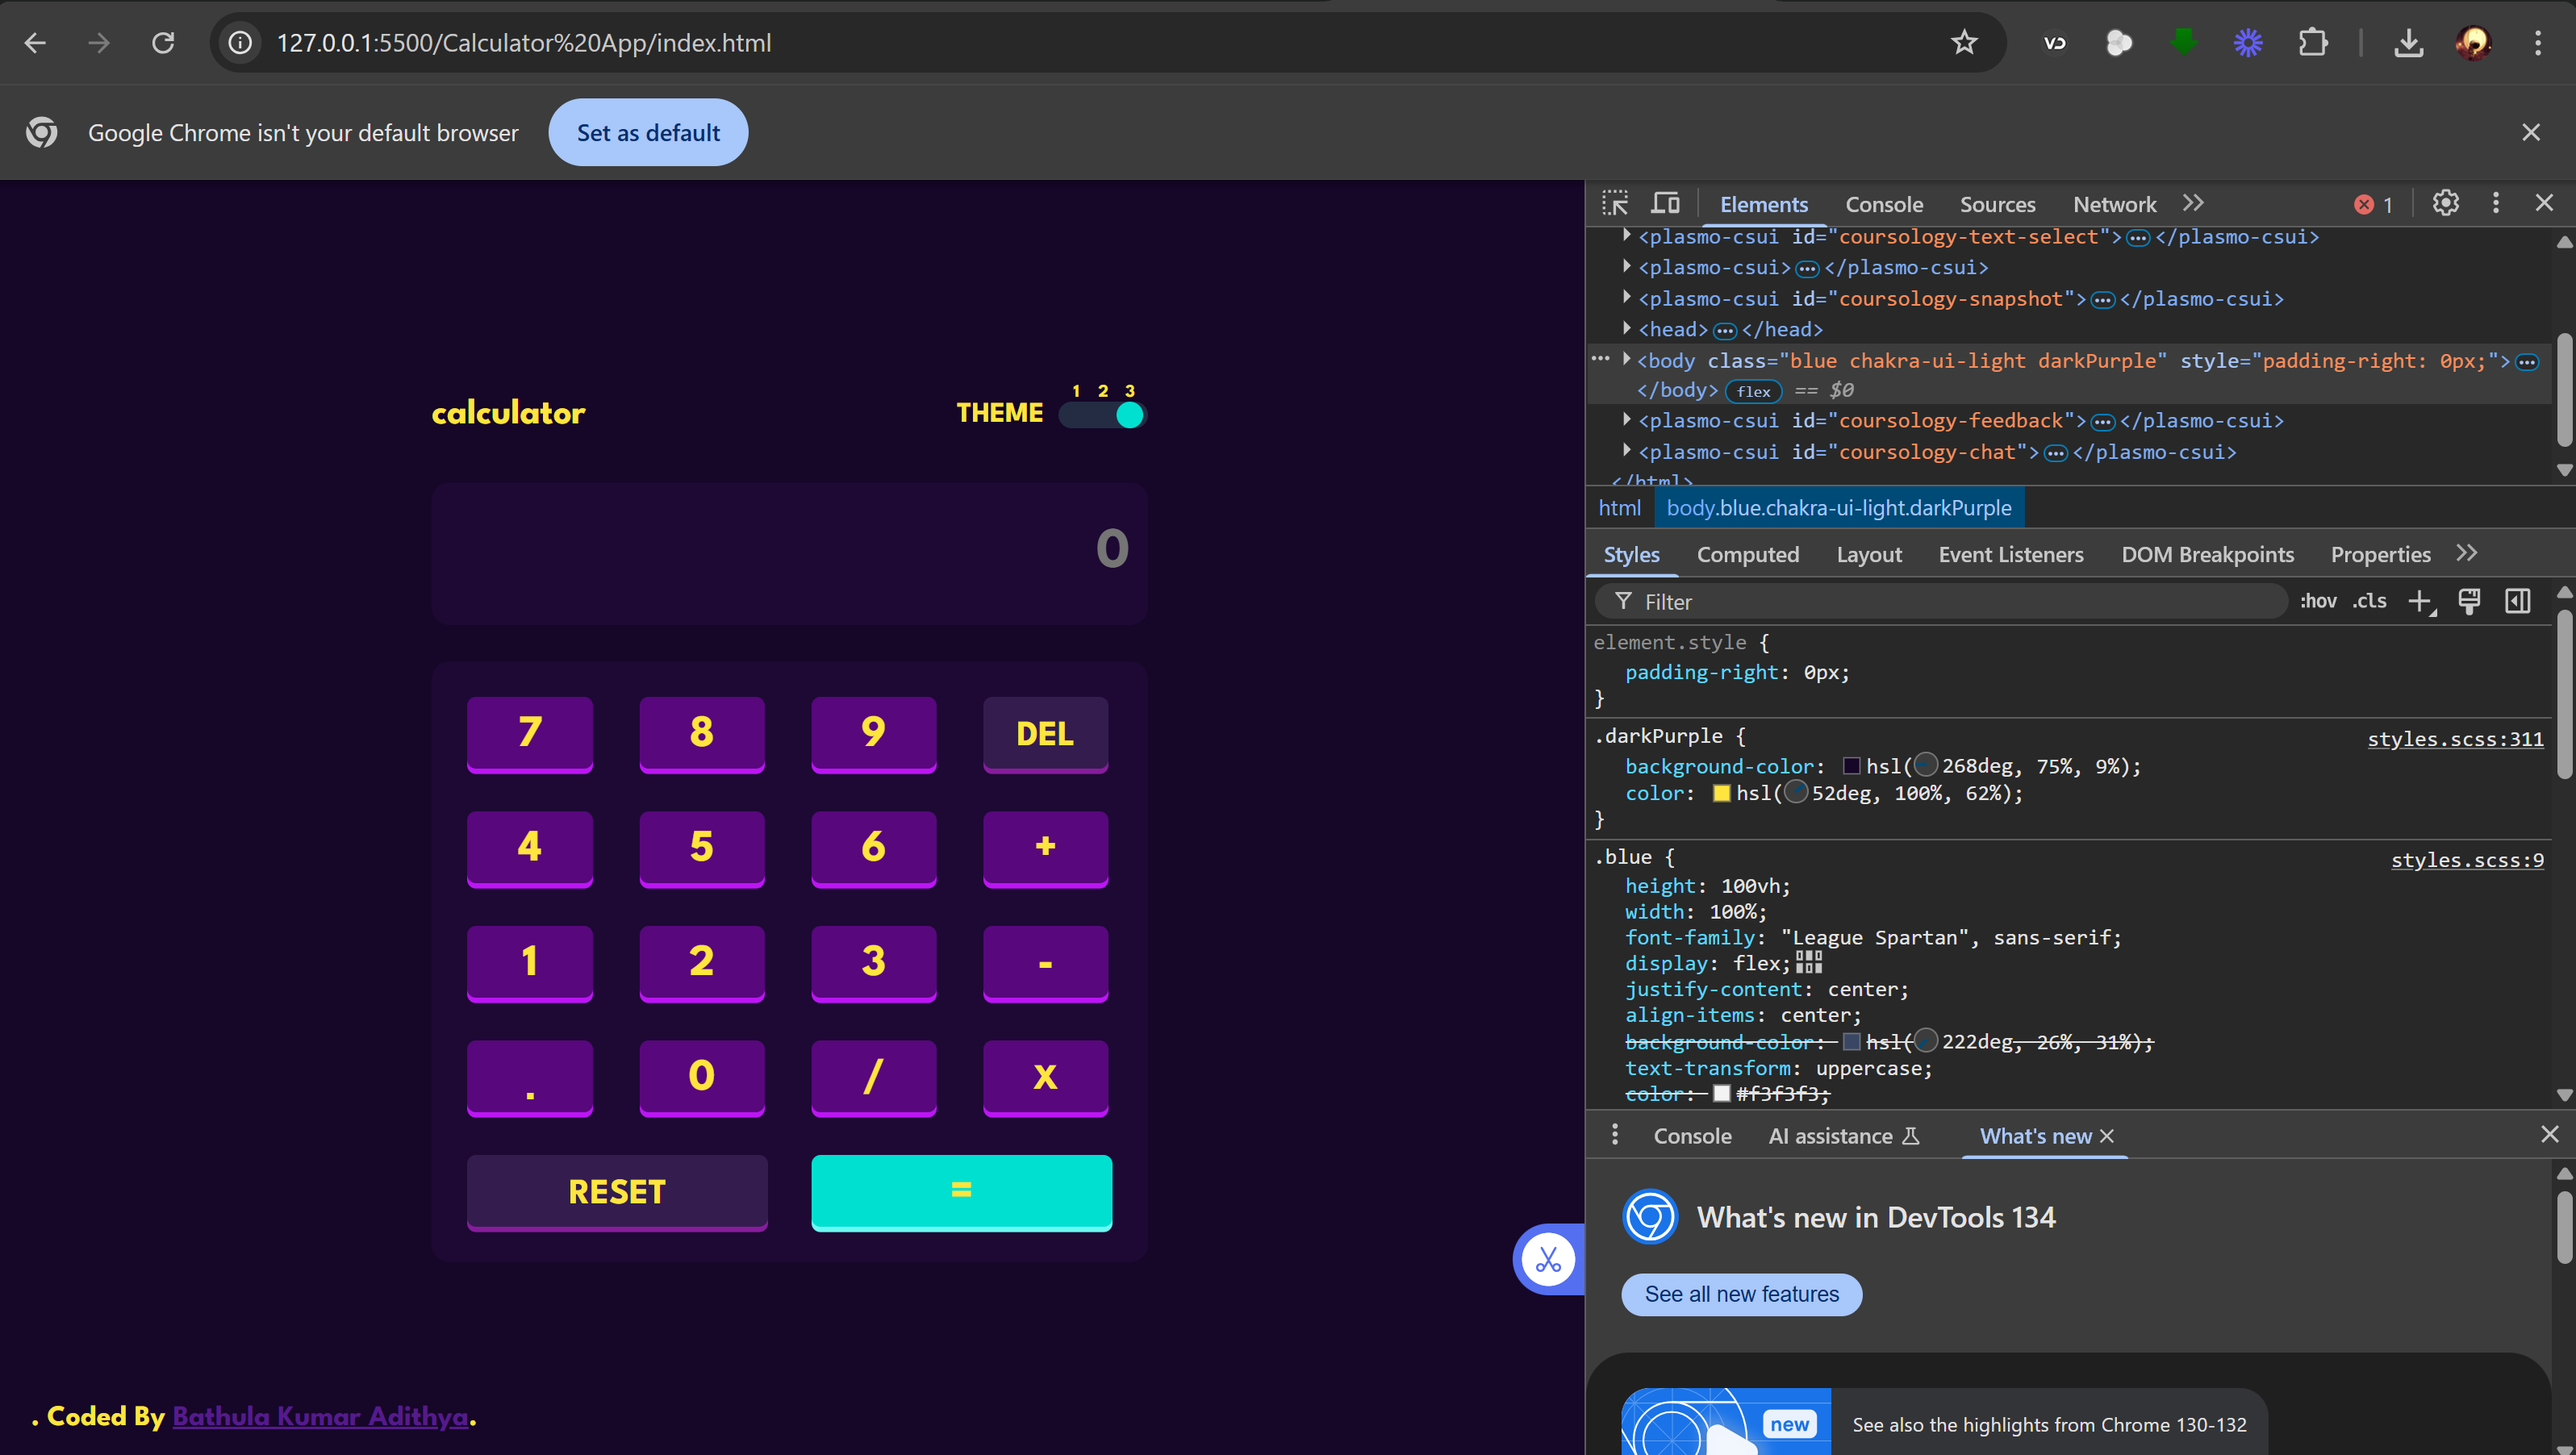 127.0.0.1:5500/Calculator%20App/index.html
VD
Google Chrome isn't your default browser
Set as default
calculator
THEME
1 2 3
0
7 8 9 DEL
4 5 6 +
1 2 3 -
. 0 / x
RESET =
. Coded By Bathula Kumar Adithya.
Elements Console Sources Network 1
<plasmo-csui id="coursology-text-select">…</plasmo-csui>
<plasmo-csui>…</plasmo-csui>
<plasmo-csui id="coursology-snapshot">…</plasmo-csui>
<head>…</head>
<body class="blue chakra-ui-light darkPurple" style="padding-right: 0px;">…
</body> flex == $0
<plasmo-csui id="coursology-feedback">…</plasmo-csui>
<plasmo-csui id="coursology-chat">…</plasmo-csui>
</html>
html body.blue.chakra-ui-light.darkPurple
Styles Computed Layout Event Listeners DOM Breakpoints Properties
Filter :hov .cls
element.style {
padding-right: 0px;
}
.darkPurple { styles.scss:311
background-color: hsl(268deg, 75%, 9%);
color: hsl(52deg, 100%, 62%);
}
.blue { styles.scss:9
height: 100vh;
width: 100%;
font-family: "League Spartan", sans-serif;
display: flex;
justify-content: center;
align-items: center;
background-color: hsl(222deg, 26%, 31%);
text-transform: uppercase;
color: #f3f3f3;
Console AI assistance What's new
What's new in DevTools 134
See all new features
new
See also the highlights from Chrome 130-132